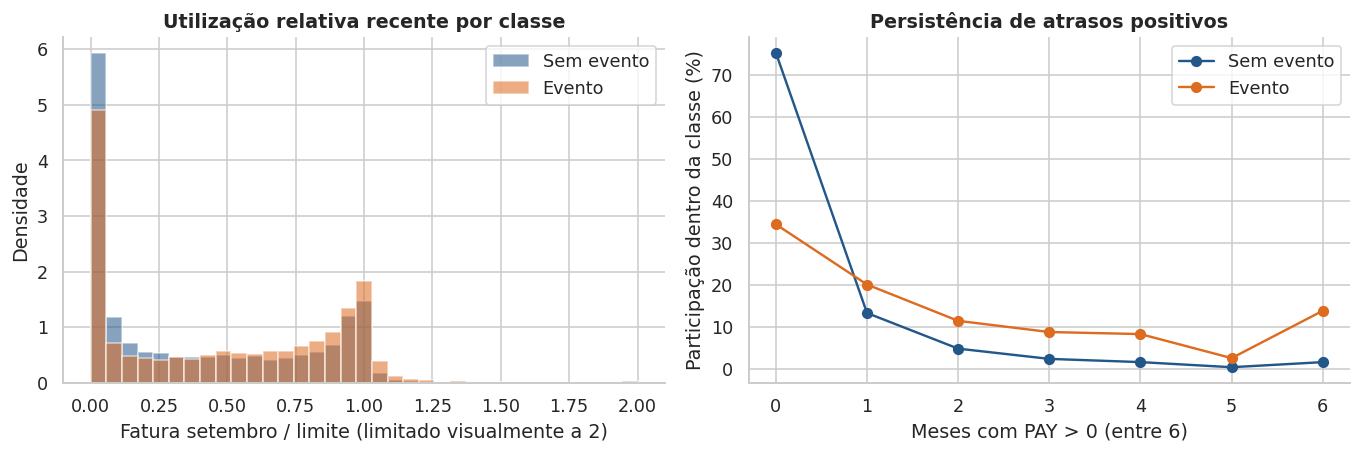 Utilização relativa recente por classe
Densidade
6
5
4
3
2
1
0
Sem evento
Evento
0.00 0.25 0.50 0.75 1.00 1.25 1.50 1.75 2.00
Fatura setembro / limite (limitado visualmente a 2)
Persistência de atrasos positivos
Participação dentro da classe (%)
70
60
50
40
30
20
10
0
Sem evento
Evento
0 1 2 3 4 5 6
Meses com PAY > 0 (entre 6)